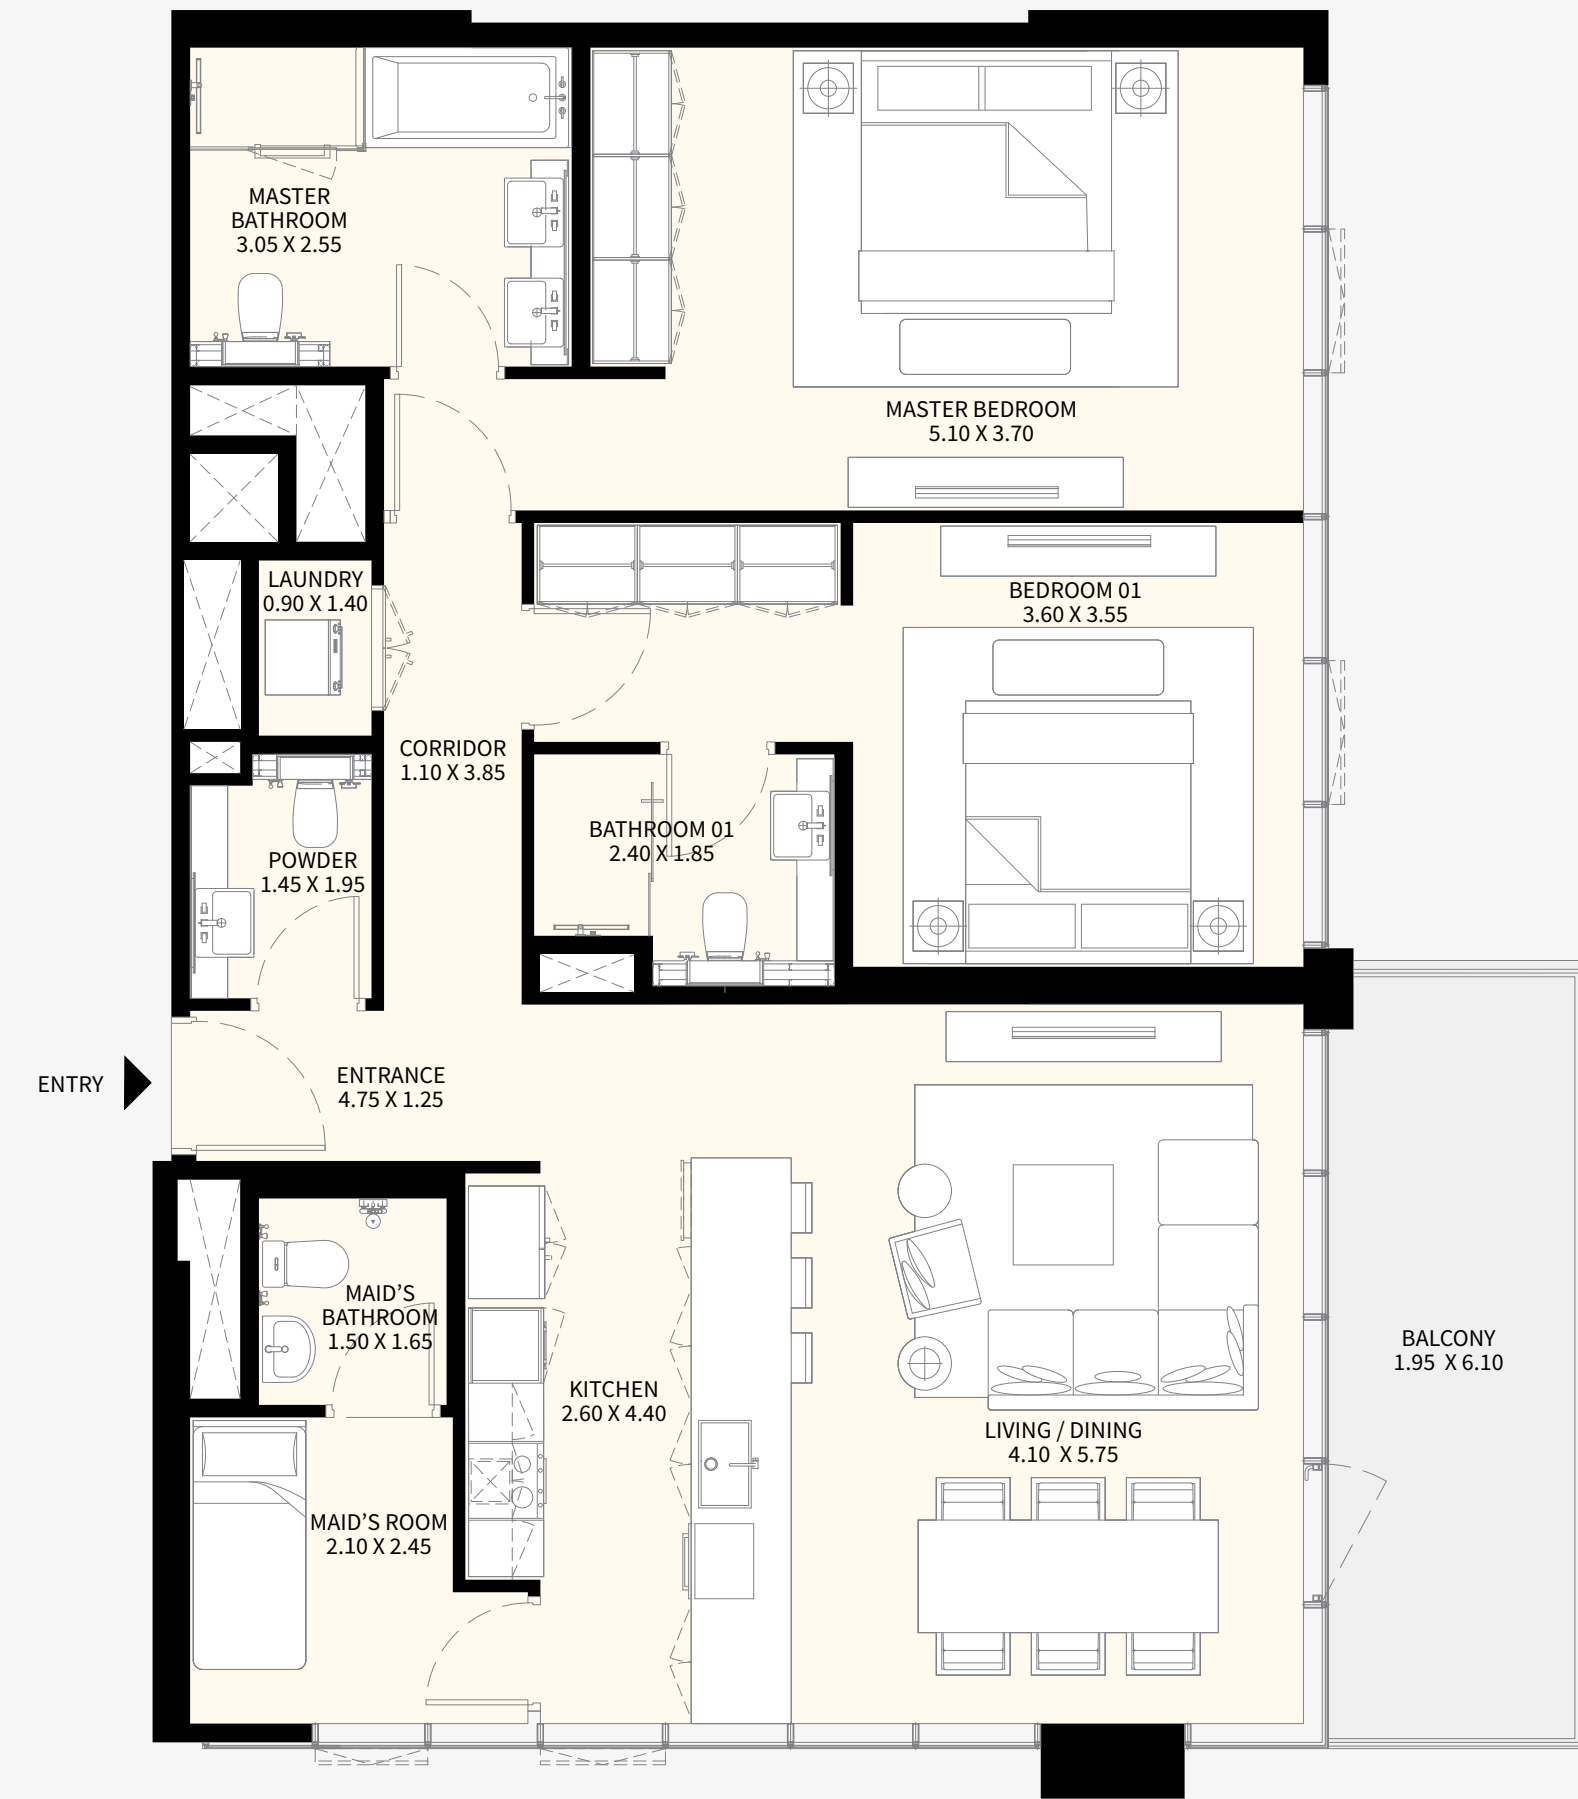 MASTER
BATHROOM
3.05 X 2.55
MASTER BEDROOM
5.10 X 3.70
LAUNDRY
0.90 X 1.40
BEDROOM 01
3.60 X 3.55
CORRIDOR
1.10 X 3.85
BATHROOM 01
2.40 X 1.85
POWDER
1.45 X 1.95
ENTRY
ENTRANCE
4.75 X 1.25
MAID’S
BATHROOM
1.50 X 1.65
KITCHEN
2.60 X 4.40
LIVING / DINING
4.10 X 5.75
BALCONY
1.95 X 6.10
MAID’S ROOM
2.10 X 2.45